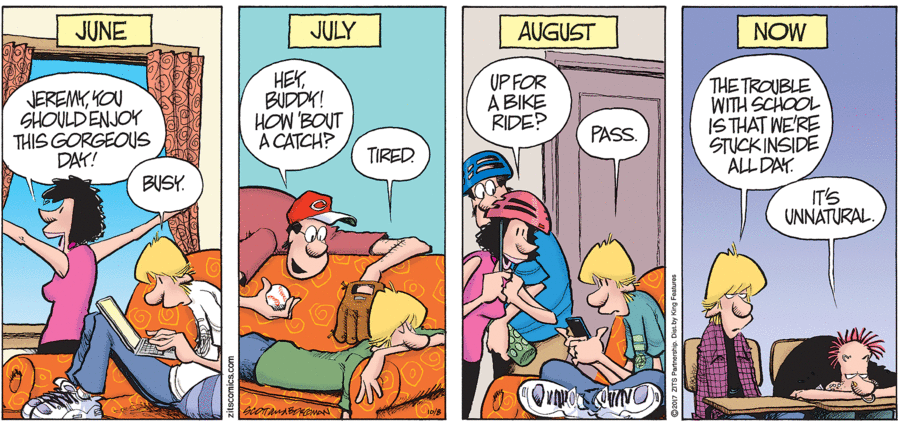 JUNE
JEREMY, YOU
SHOULD ENJOY
THIS GORGEOUS
DAY!
BUSY.
JULY
HEY,
BUDDY!
HOW 'BOUT
A CATCH?
TIRED.
SCOTT AND BORGMAN
10/8
zitscomics.com
AUGUST
UP FOR
A BIKE
RIDE?
PASS.
©2017 ZITS Partnership. Dist. by King Features
NOW
THE TROUBLE
WITH SCHOOL
IS THAT WE'RE
STUCK INSIDE
ALL DAY.
IT'S
UNNATURAL.